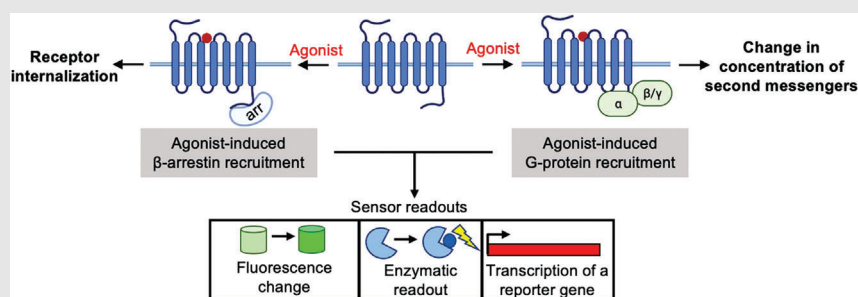 Receptor
internalization
Agonist
Agonist
Change in
concentration of
second messengers
arr
α
β/γ
Agonist-induced
β-arrestin recruitment
Agonist-induced
G-protein recruitment
Sensor readouts
Fluorescence
change
Enzymatic
readout
Transcription of a
reporter gene